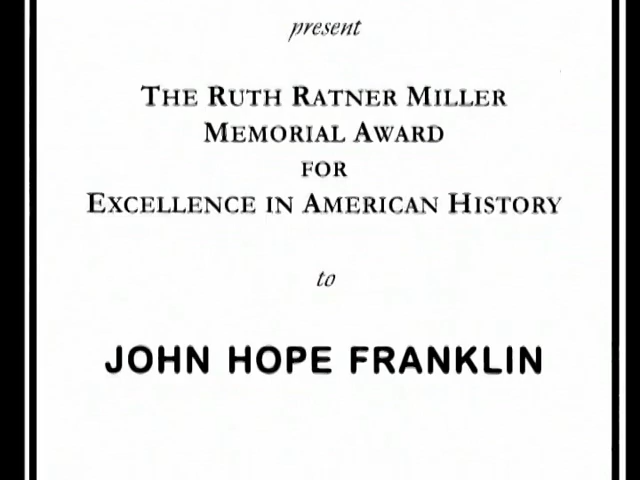 present
THE RUTH RATNER MILLER
MEMORIAL AWARD
FOR
EXCELLENCE IN AMERICAN HISTORY
to
JOHN HOPE FRANKLIN